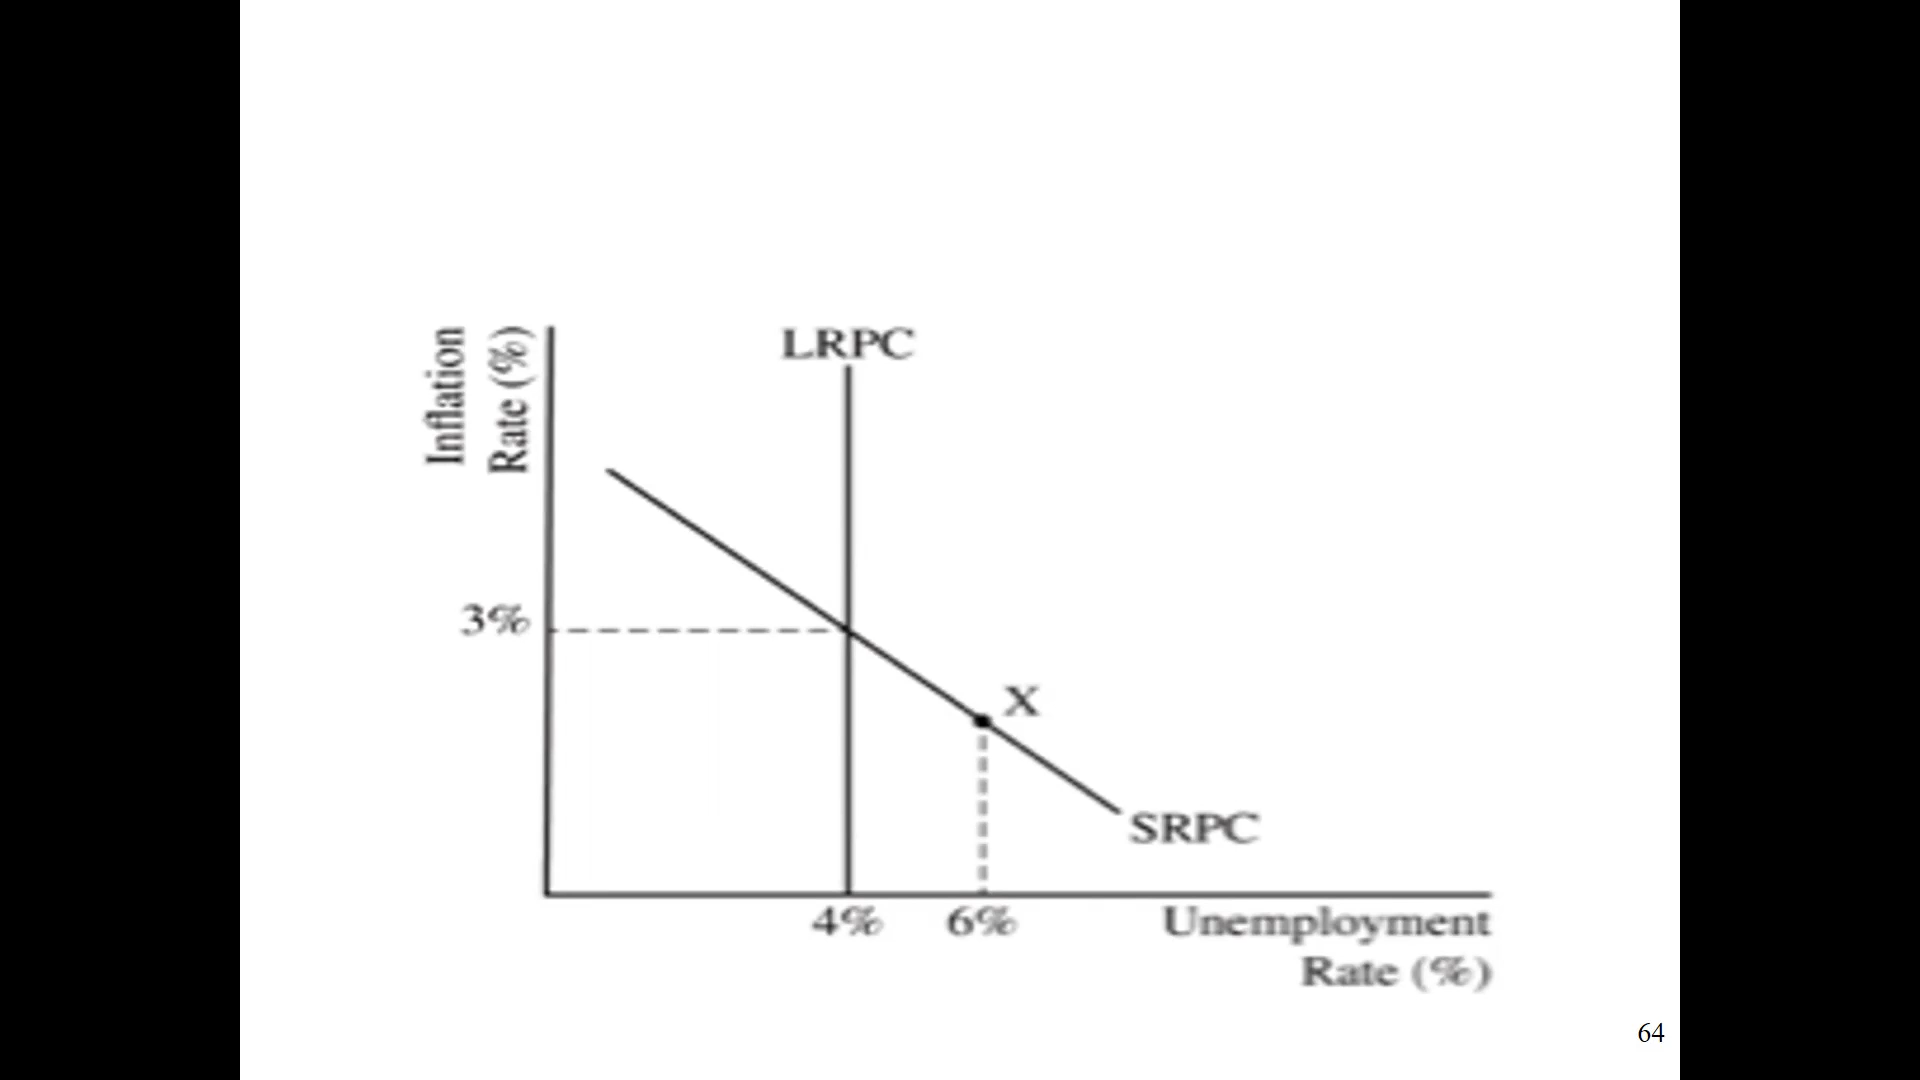 Inflation
Rate (%)
LRPC
3%
X
SRPC
4%
6%
Unemployment
Rate (%)
64